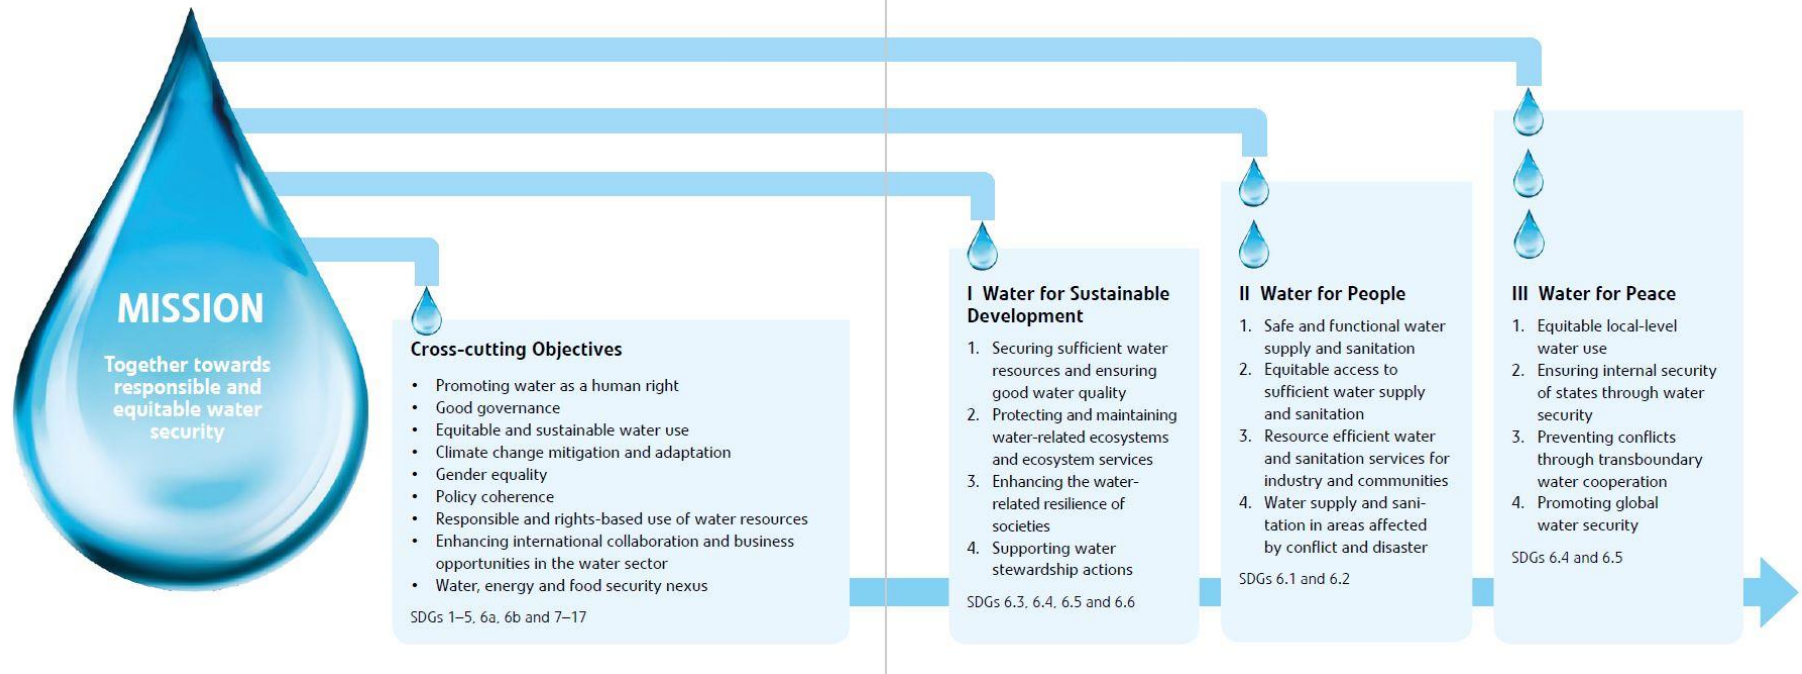 MISSION
Together towards
responsible and
equitable water
security
Cross-cutting Objectives
• Promoting water as a human right
• Good governance
• Equitable and sustainable water use
• Climate change mitigation and adaptation
• Gender equality
• Policy coherence
• Responsible and rights-based use of water resources
• Enhancing international collaboration and business
opportunities in the water sector
• Water, energy and food security nexus
SDGs 1–5, 6a, 6b and 7–17
I Water for Sustainable
Development
1. Securing sufficient water
resources and ensuring
good water quality
2. Protecting and maintaining
water-related ecosystems
and ecosystem services
3. Enhancing the water-
related resilience of
societies
4. Supporting water
stewardship actions
SDGs 6.3, 6.4, 6.5 and 6.6
II Water for People
1. Safe and functional water
supply and sanitation
2. Equitable access to
sufficient water supply
and sanitation
3. Resource efficient water
and sanitation services for
industry and communities
4. Water supply and sani-
tation in areas affected
by conflict and disaster
SDGs 6.1 and 6.2
III Water for Peace
1. Equitable local-level
water use
2. Ensuring internal security
of states through water
security
3. Preventing conflicts
through transboundary
water cooperation
4. Promoting global
water security
SDGs 6.4 and 6.5